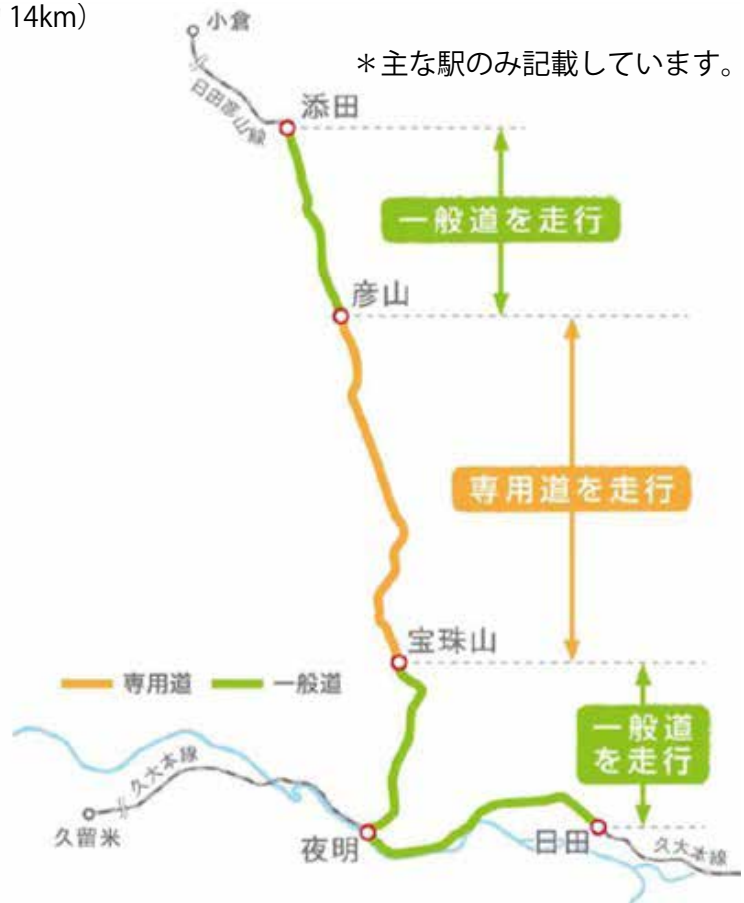 14km）
小倉
＊主な駅のみ記載しています。
日田彦山線
添田
一般道を走行
彦山
専用道を走行
宝珠山
専用道
一般道
一般道
を走行
久大本線
久留米
夜明
日田
久大本線